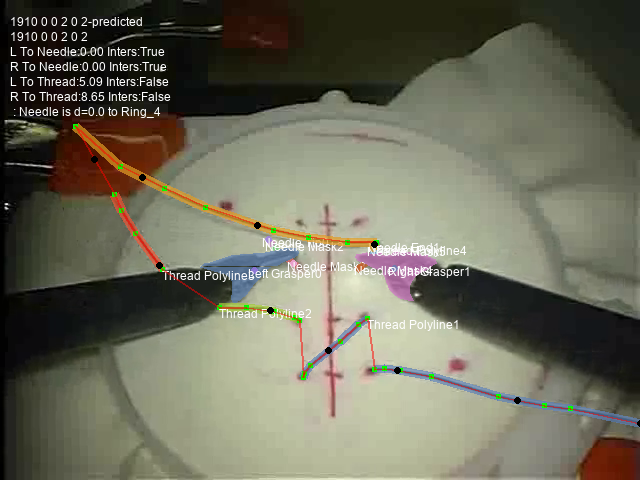 1910 0 0 2 0 2-predicted
1910 0 0 2 0 2
L To Needle:0.00 Inters:True
R To Needle:0.00 Inters:True
L To Thread:5.09 Inters:False
R To Thread:8.65 Inters:False
: Needle is d=0.0 to Ring_4
Needle Mask2
Needle End1
Needle Mask
Thread Polyline
Left Grasper0
Right Grasper1
Thread Polyline2
Thread Polyline1